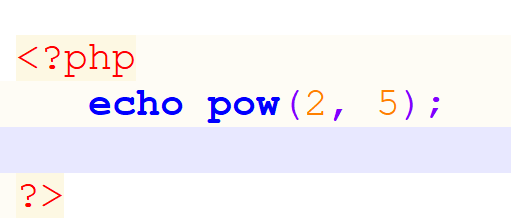 <?php
echo pow(2, 5);
?>